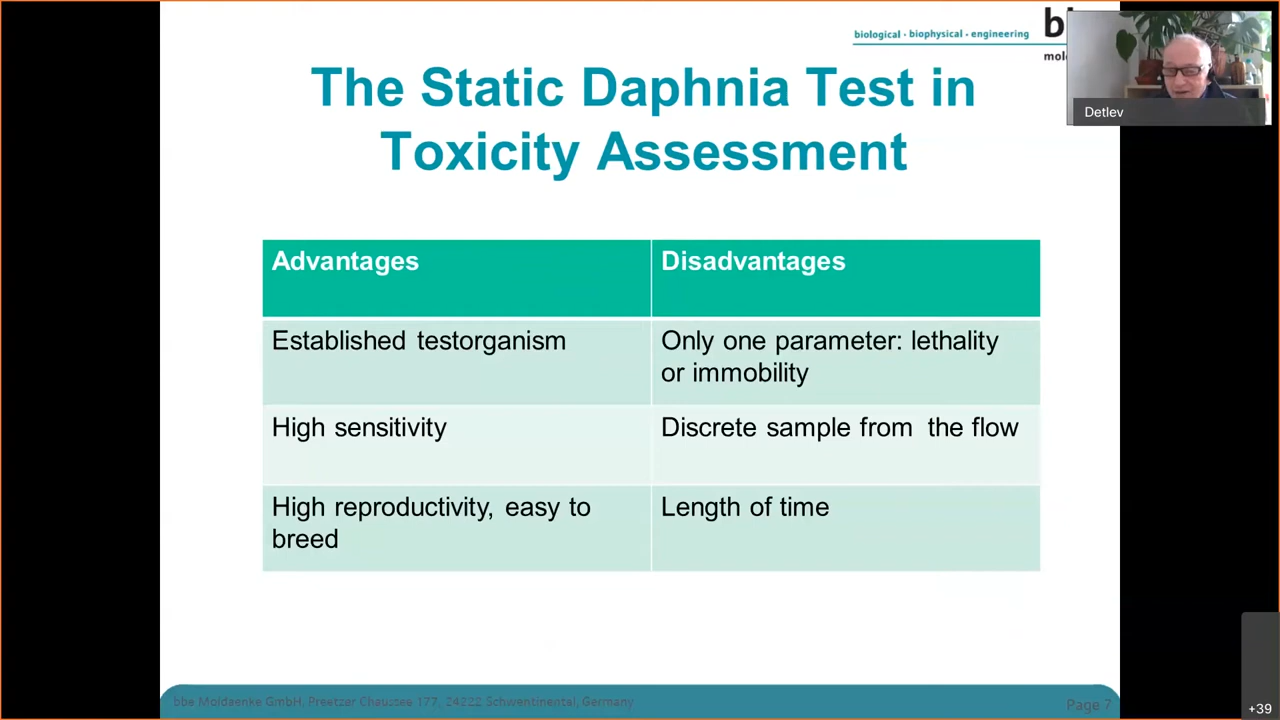 biological · biophysical · engineering
Detlev
The Static Daphnia Test in
Toxicity Assessment
Advantages
Disadvantages
Established testorganism
Only one parameter: lethality
or immobility
High sensitivity
Discrete sample from the flow
High reproductivity, easy to
breed
Length of time
bbe Moldaenke GmbH, Preetzer Chaussee 177, 24222 Schwentinental, Germany
Page 7
+39